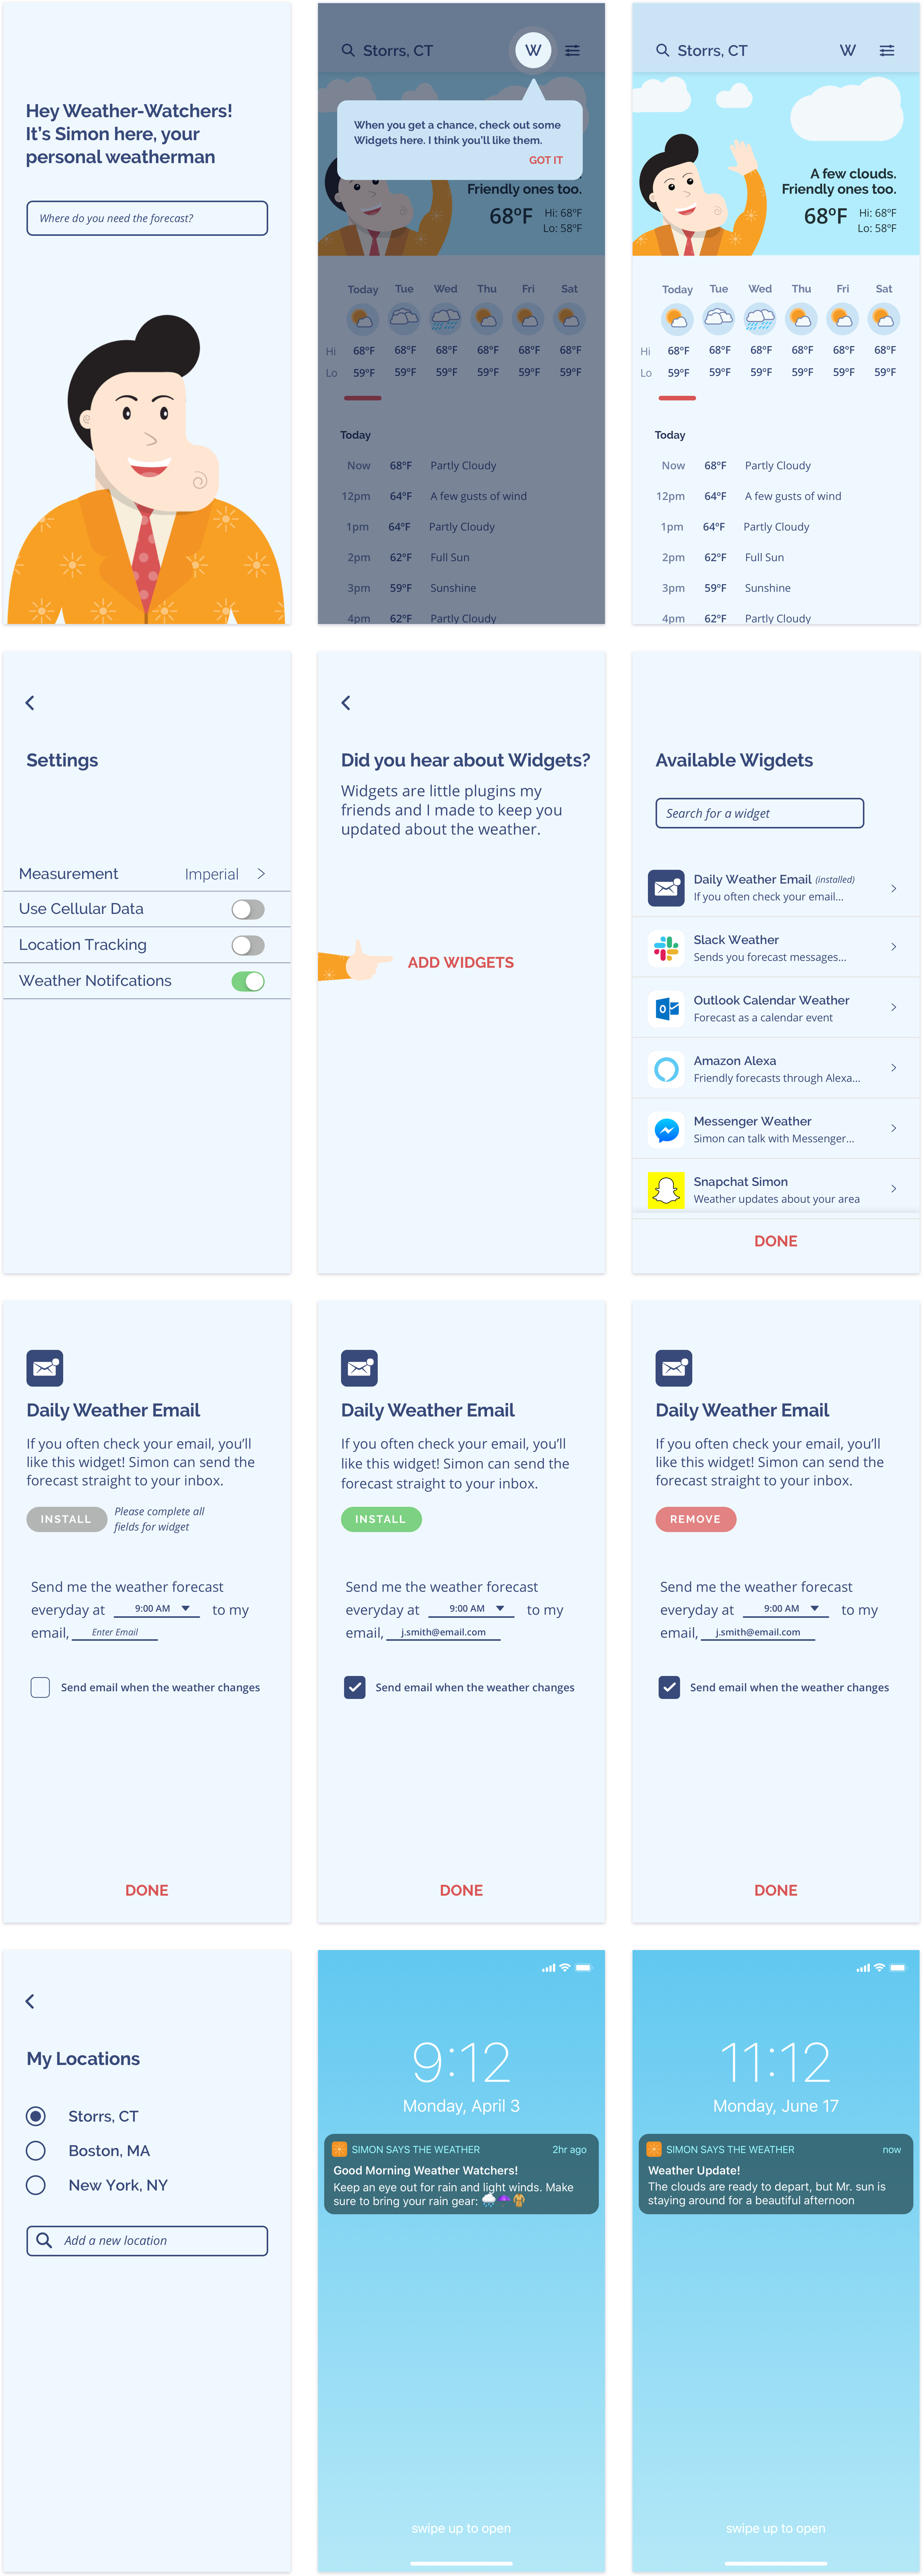 Hey Weather-Watchers!
It's Simon here, your
personal weatherman
Where do you need the forecast?
Storrs, CT
W
When you get a chance, check out some
Widgets here. I think you'll like them.
GOT IT
Friendly ones too.
68°F
Hi: 68°F
Lo: 58°F
Today Tue Wed Thu Fri Sat
Hi 68°F 68°F 68°F 68°F 68°F 68°F
Lo 59°F 59°F 59°F 59°F 59°F 59°F
Today
Now 68°F Partly Cloudy
12pm 64°F A few gusts of wind
1pm 64°F Partly Cloudy
2pm 62°F Full Sun
3pm 59°F Sunshine
4pm 62°F Partly Cloudy
Storrs, CT
W
A few clouds.
Friendly ones too.
68°F
Hi: 68°F
Lo: 58°F
Today Tue Wed Thu Fri Sat
Hi 68°F 68°F 68°F 68°F 68°F 68°F
Lo 59°F 59°F 59°F 59°F 59°F 59°F
Today
Now 68°F Partly Cloudy
12pm 64°F A few gusts of wind
1pm 64°F Partly Cloudy
2pm 62°F Full Sun
3pm 59°F Sunshine
4pm 62°F Partly Cloudy
Settings
Measurement Imperial
Use Cellular Data
Location Tracking
Weather Notifcations
Did you hear about Widgets?
Widgets are little plugins my
friends and I made to keep you
updated about the weather.
ADD WIDGETS
Available Wigdets
Search for a widget
Daily Weather Email (installed)
If you often check your email...
Slack Weather
Sends you forecast messages...
Outlook Calendar Weather
Forecast as a calendar event
Amazon Alexa
Friendly forecasts through Alexa...
Messenger Weather
Simon can talk with Messenger...
Snapchat Simon
Weather updates about your area
DONE
Daily Weather Email
If you often check your email, you'll
like this widget! Simon can send the
forecast straight to your inbox.
INSTALL
Please complete all
fields for widget
Send me the weather forecast
everyday at 9:00 AM to my
email, Enter Email
Send email when the weather changes
DONE
Daily Weather Email
If you often check your email, you'll
like this widget! Simon can send the
forecast straight to your inbox.
INSTALL
Send me the weather forecast
everyday at 9:00 AM to my
email, j.smith@email.com
Send email when the weather changes
DONE
Daily Weather Email
If you often check your email, you'll
like this widget! Simon can send the
forecast straight to your inbox.
REMOVE
Send me the weather forecast
everyday at 9:00 AM to my
email, j.smith@email.com
Send email when the weather changes
DONE
My Locations
Storrs, CT
Boston, MA
New York, NY
Add a new location
9:12
Monday, April 3
SIMON SAYS THE WEATHER 2hr ago
Good Morning Weather Watchers!
Keep an eye out for rain and light winds. Make
sure to bring your rain gear: 🌧️☂️🧥
swipe up to open
11:12
Monday, June 17
SIMON SAYS THE WEATHER now
Weather Update!
The clouds are ready to depart, but Mr. sun is
staying around for a beautiful afternoon
swipe up to open